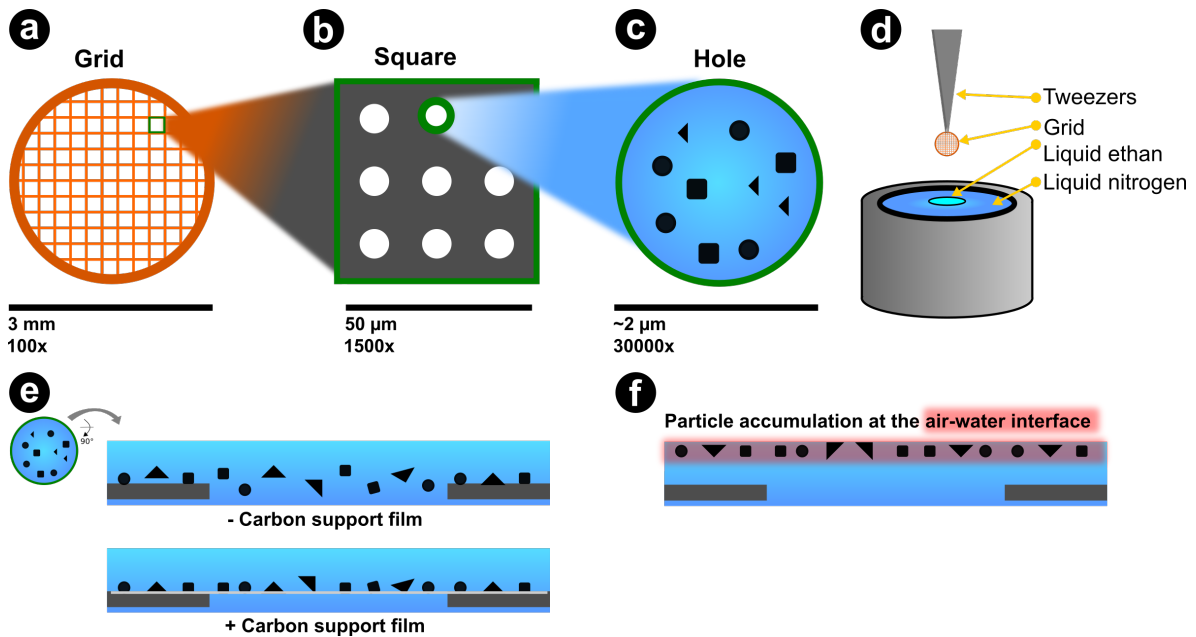 a
Grid
3 mm
100x
b
Square
50 µm
1500x
c
Hole
~2 µm
30000x
d
Tweezers
Grid
Liquid ethan
Liquid nitrogen
e
90°
- Carbon support film
+ Carbon support film
f
Particle accumulation at the air-water interface